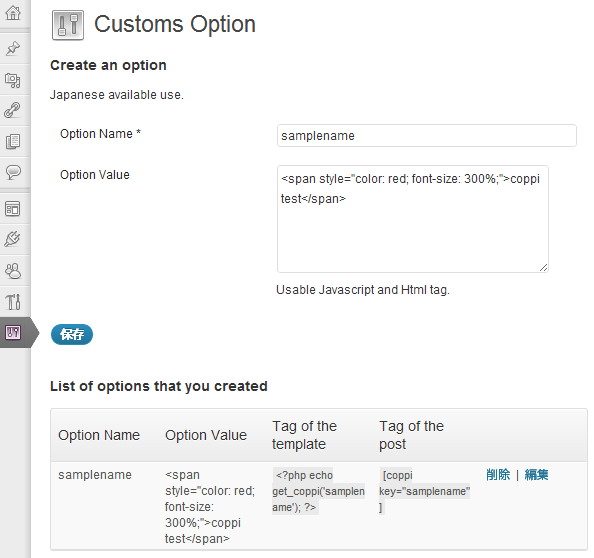 Customs Option
Create an option
Japanese available use.
Option Name *
samplename
Option Value
<span style="color: red; font-size: 300%;">coppi
test</span>
Usable Javascript and Html tag.
保存
List of options that you created
Option Name
Option Value
Tag of the
template
Tag of the
post
samplename
<span
style="color: red;
font-size:
300%;">coppi
test</span>
<?php echo
get_coppi('samplen
ame'); ?>
[coppi
key="samplename"
]
削除 | 編集